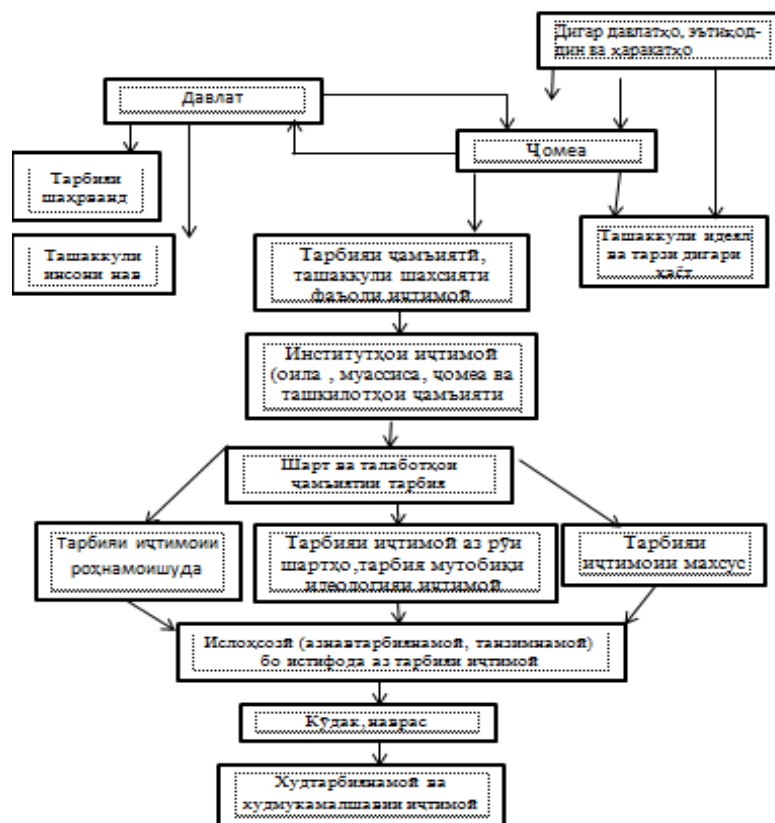 Дигар давлатҳо, эътиқод-
дин ва ҳаракатҳо
Давлат
Ҷомеа
Тарбияи
шаҳрванд
Ташаккули
инсони нав
Тарбияи ҷамъиятӣ,
ташаккули шахсияти
фаъоли иҷтимоӣ
Ташаккули идеял
ва тарзи дигари
ҳаёт
Институтҳои иҷтимоӣ
(оила , муассиса, ҷомеа ва
ташкилотҳои ҷамъияти
Шарт ва талаботҳои
ҷамъиятии тарбия
Тарбияи иҷтимоии
роҳнамоишуда
Тарбияи иҷтимоӣ аз рӯи
шартҳо,тарбия мутобиқи
идеологияи иҷтимоӣ
Тарбияи
иҷтимоии махсус
Ислоҳсозӣ (азнавтарбиянамоӣ, танзимнамоӣ)
бо истифода аз тарбияи иҷтимоӣ
Кӯдак,наврас
Худтарбиянамоӣ ва
худмукамалшавии иҷтимоӣ